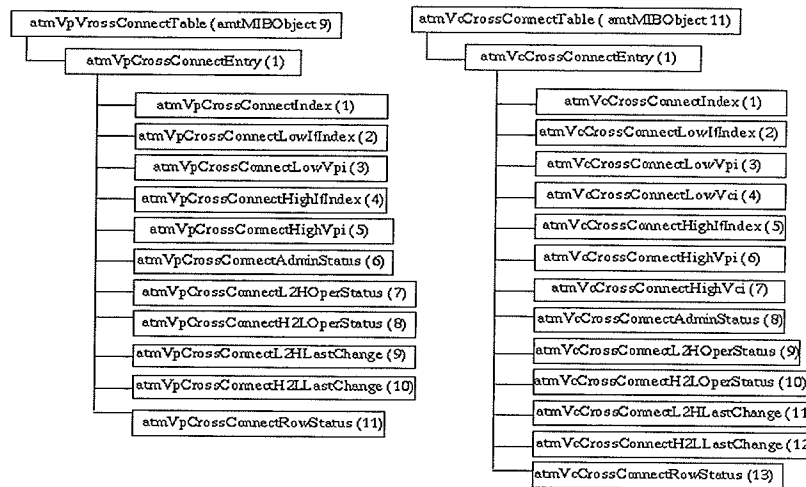 atmVpVrossConnectTable (amtMIBObject 9)
atmVpCrossConnectEntry (1)
atmVpCrossConnectIndex (1)
atmVpCrossConnectLowIfIndex (2)
atmVpCrossConnectLowVpi (3)
atmVpCrossConnectHighIfIndex (4)
atmVpCrossConnectHighVpi (5)
atmVpCrossConnectAdminStatus (6)
atmVpCrossConnectL2HOperStatus (7)
atmVpCrossConnectH2LOperStatus (8)
atmVpCrossConnectL2HLastChange (9)
atmVpCrossConnectH2LLastChange (10)
atmVpCrossConnectRowStatus (11)
atmVcCrossConnectTable (amtMIBObject 11)
atmVcCrossConnectEntry (1)
atmVcCrossConnectIndex (1)
atmVcCrossConnectLowIfIndex (2)
atmVcCrossConnectLowVpi (3)
atmVcCrossConnectLowVci (4)
atmVcCrossConnectHighIfIndex (5)
atmVcCrossConnectHighVpi (6)
atmVcCrossConnectHighVci (7)
atmVcCrossConnectAdminStatus (8)
atmVcCrossConnectL2HOperStatus (9)
atmVcCrossConnectH2LOperStatus (10)
atmVcCrossConnectL2HLastChange (11
atmVcCrossConnectH2LLastChange (12
atmVcCrossConnectRowStatus (13)